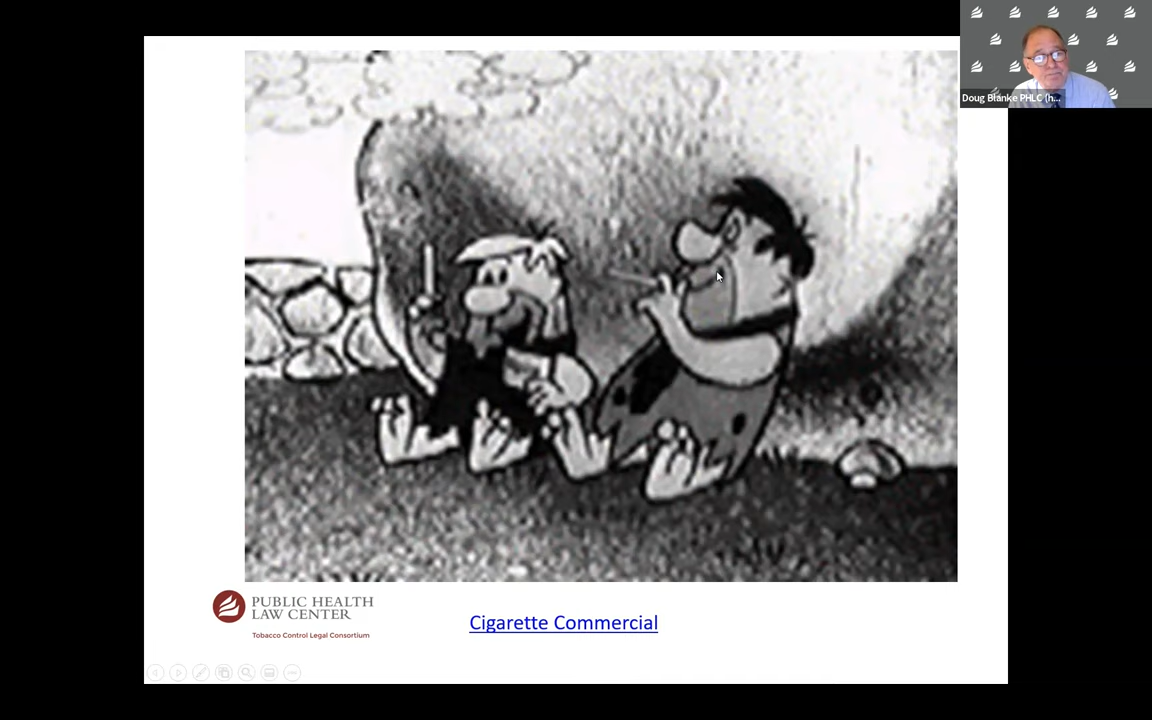 Doug Blanke PHLC (h...
PUBLIC HEALTH
LAW CENTER
Tobacco Control Legal Consortium
Cigarette Commercial